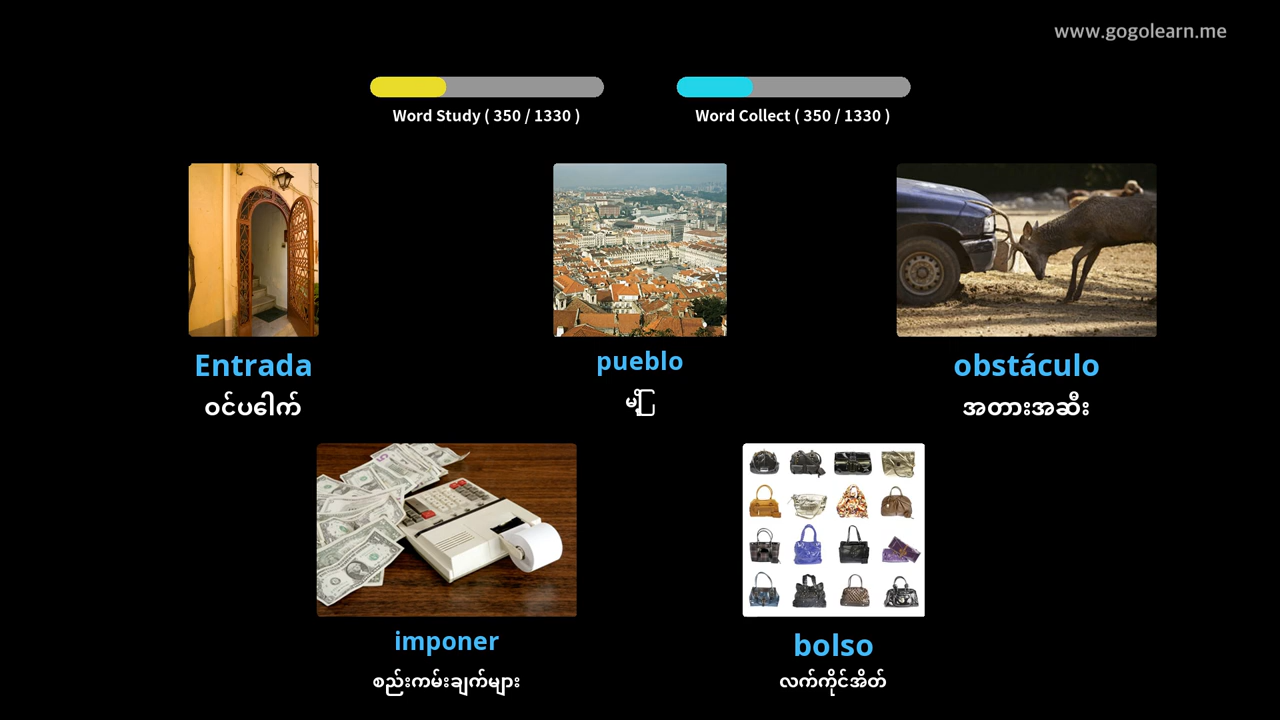 www.gogolearn.me
Word Study ( 350 / 1330 )
Word Collect ( 350 / 1330 )
Entrada
ဝင်ပေါက်
pueblo
မြို့
obstáculo
အတားအဆီး
imponer
စည်းကမ်းချက်များ
bolso
လက်ကိုင်အိတ်